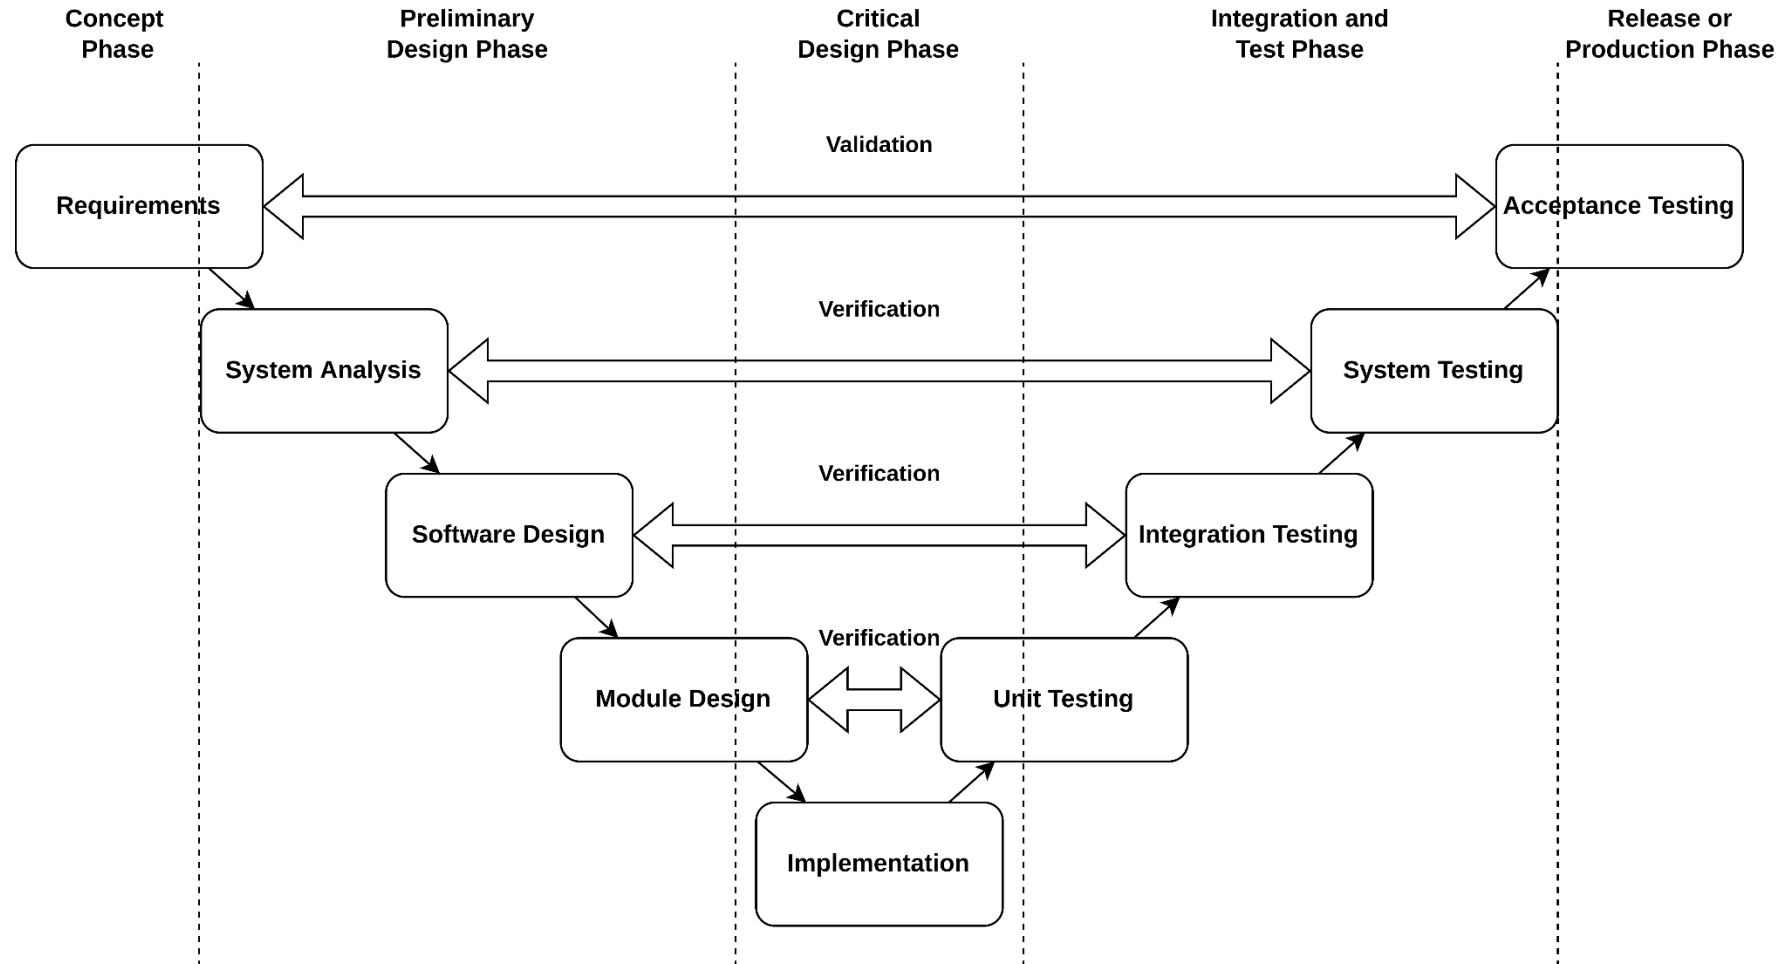 Concept
Phase
Preliminary
Design Phase
Critical
Design Phase
Integration and
Test Phase
Release or
Production Phase
Validation
Requirements
Acceptance Testing
Verification
System Analysis
System Testing
Verification
Software Design
Integration Testing
Verification
Module Design
Unit Testing
Implementation